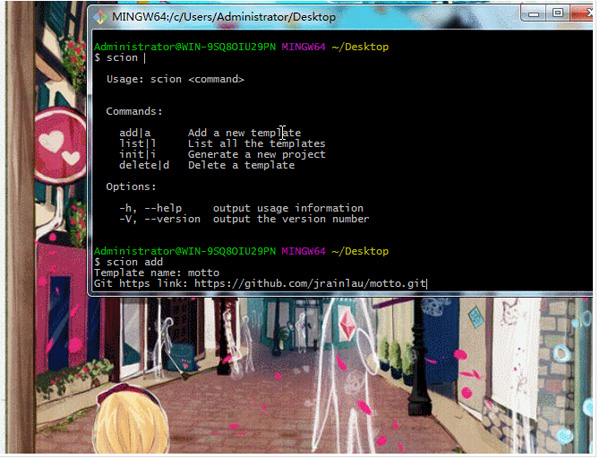 MINGW64:/c/Users/Administrator/Desktop
Administrator@WIN-9SQ8OIU29PN MINGW64 ~/Desktop
$ scion
Usage: scion <command>
Commands:
add|a Add a new template
list|l List all the templates
init|i Generate a new project
delete|d Delete a template
Options:
-h, --help output usage information
-V, --version output the version number
Administrator@WIN-9SQ8OIU29PN MINGW64 ~/Desktop
$ scion add
Template name: motto
Git https link: https://github.com/jrainlau/motto.git